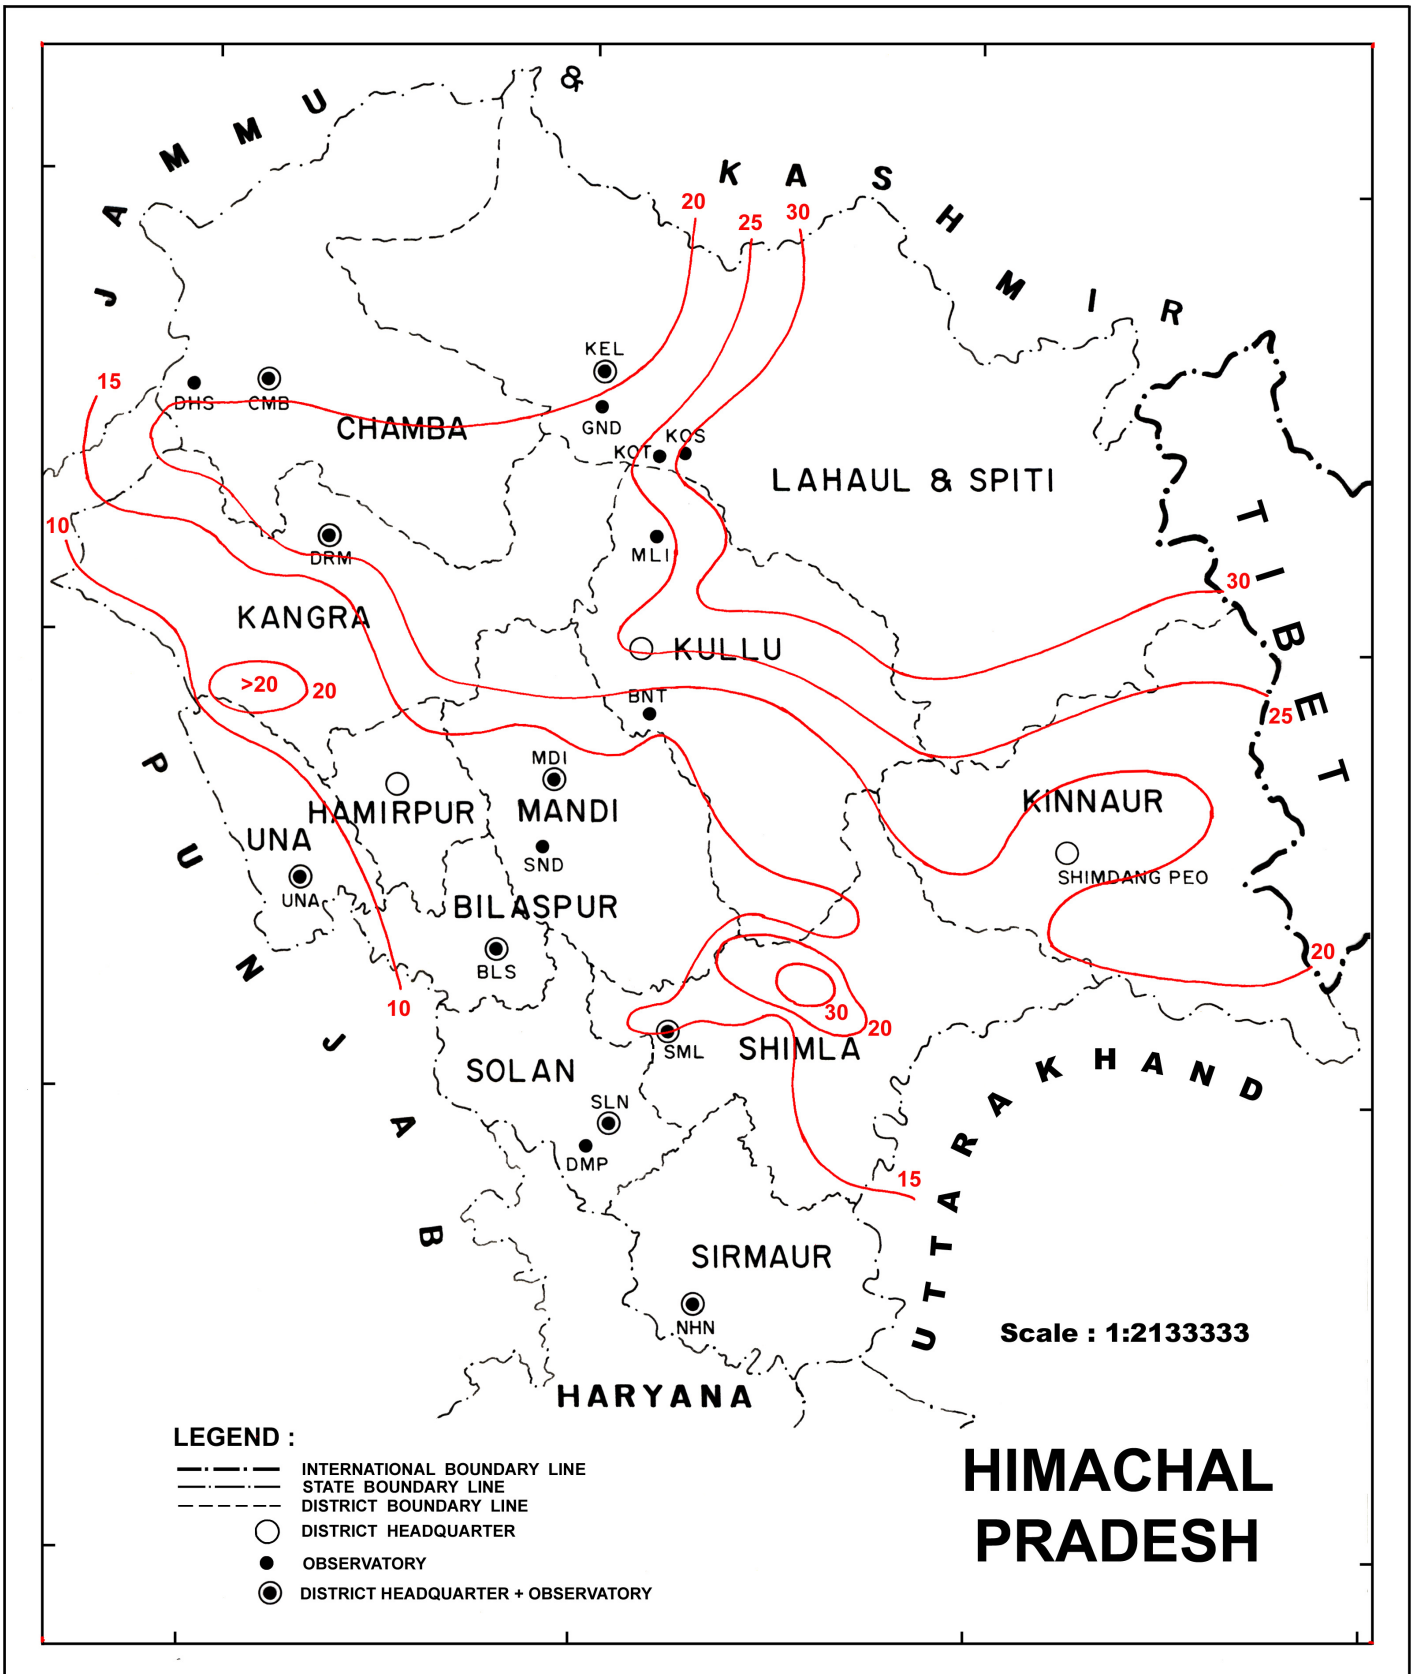 JAMMU & KASHMIR
20
25
30
KEL
15
DHS
CMB
CHAMBA
GND
KOT
KOS
LAHAUL & SPITI
10
DRM
MLI
TIBET
30
KANGRA
KULLU
>20
20
BNT
25
PUNJAB
MDI
HAMIRPUR
MANDI
KINNAUR
UNA
SND
SHIMDANG PEO
UNA
BILASPUR
BLS
20
10
30
20
SML
SHIMLA
SOLAN
UTTARAKHAND
SLN
DMP
15
SIRMAUR
NHN
Scale : 1:2133333
HARYANA
LEGEND :
INTERNATIONAL BOUNDARY LINE
STATE BOUNDARY LINE
DISTRICT BOUNDARY LINE
DISTRICT HEADQUARTER
OBSERVATORY
DISTRICT HEADQUARTER + OBSERVATORY
HIMACHAL
PRADESH